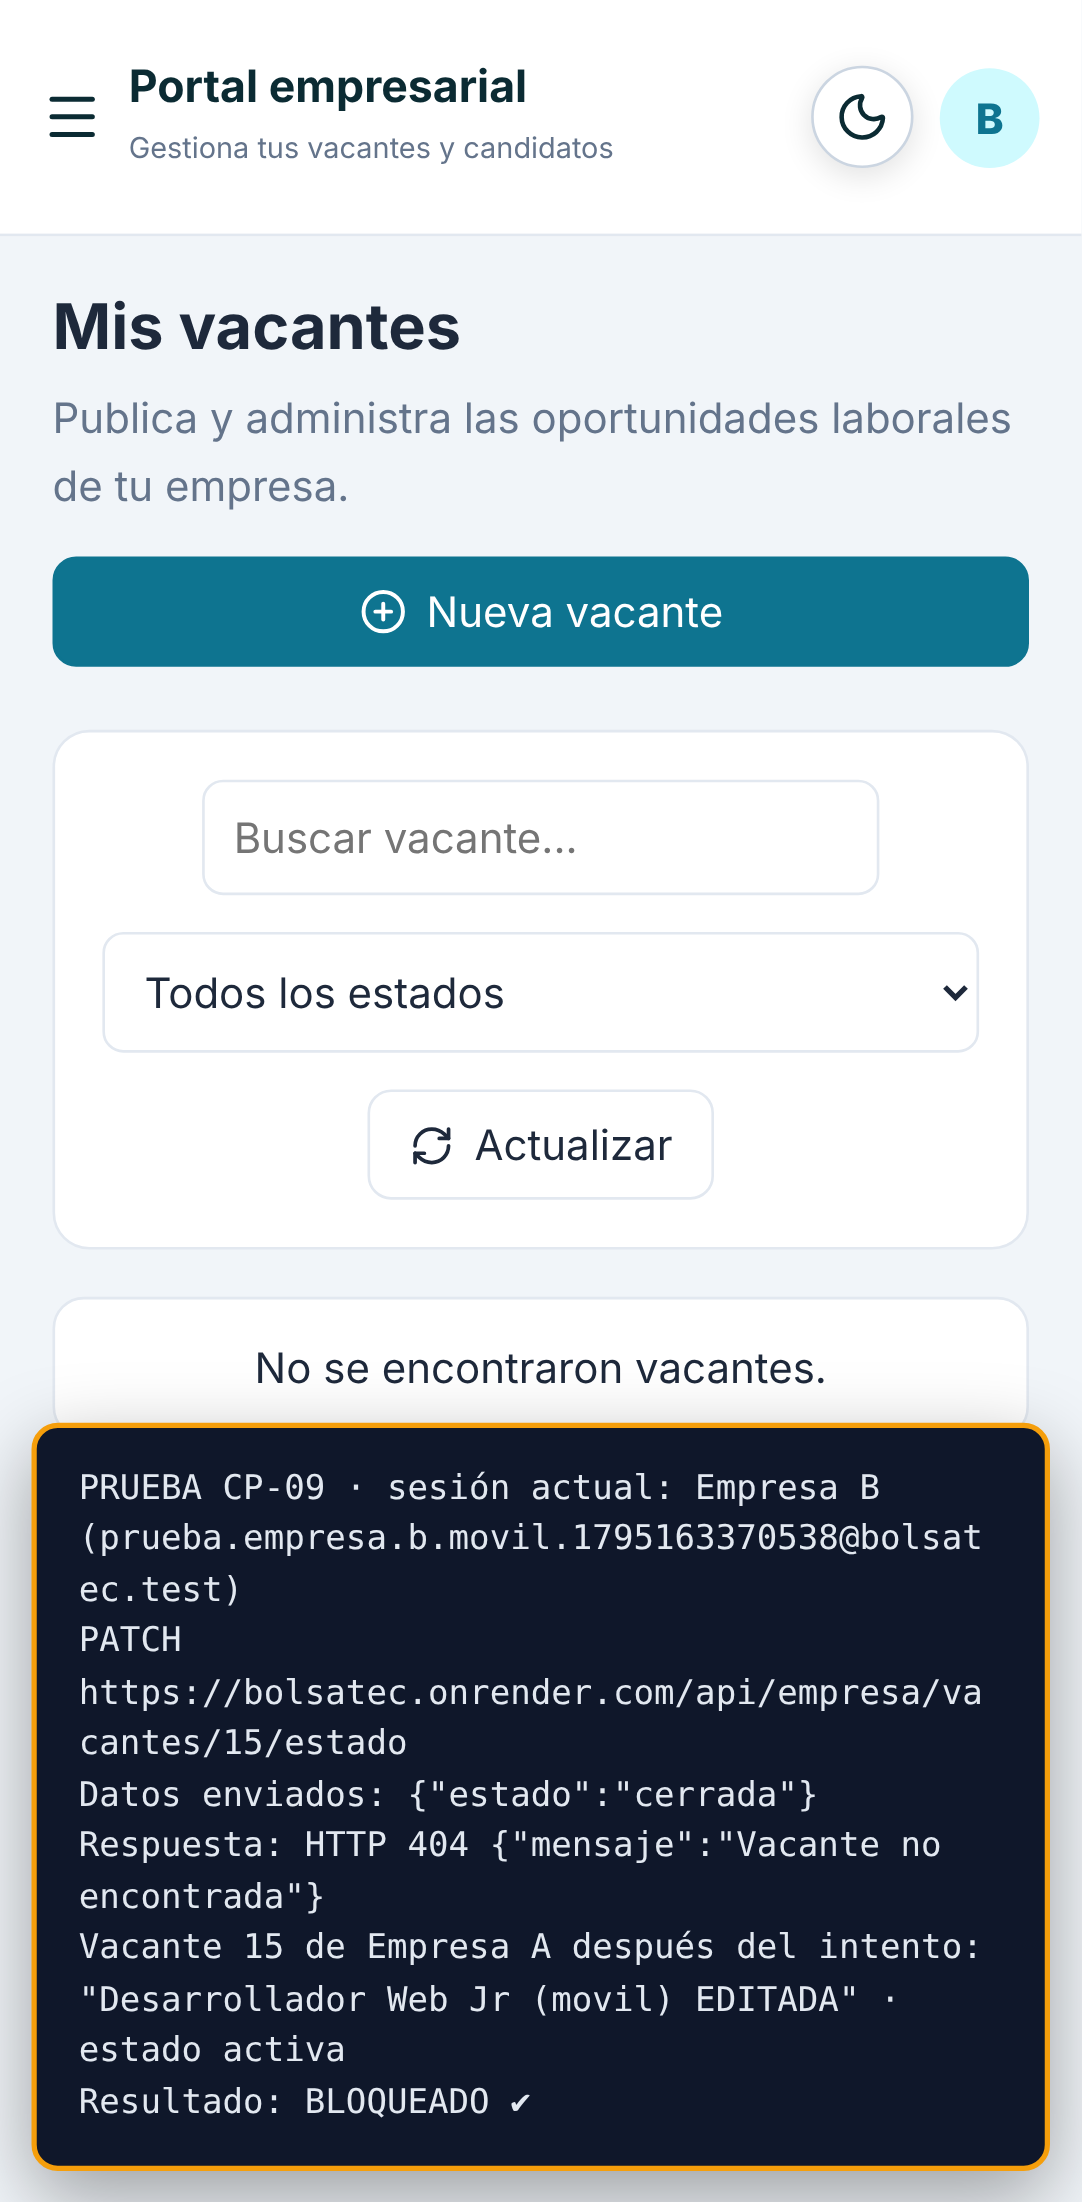 Portal empresarial
Gestiona tus vacantes y candidatos
B
Mis vacantes
Publica y administra las oportunidades laborales
de tu empresa.
Nueva vacante
Buscar vacante...
Todos los estados
Actualizar
No se encontraron vacantes.
PRUEBA CP-09 · sesión actual: Empresa B
(prueba.empresa.b.movil.1795163370538@bolsat
ec.test)
PATCH
https://bolsatec.onrender.com/api/empresa/va
cantes/15/estado
Datos enviados: {"estado":"cerrada"}
Respuesta: HTTP 404 {"mensaje":"Vacante no
encontrada"}
Vacante 15 de Empresa A después del intento:
"Desarrollador Web Jr (movil) EDITADA" ·
estado activa
Resultado: BLOQUEADO ✔